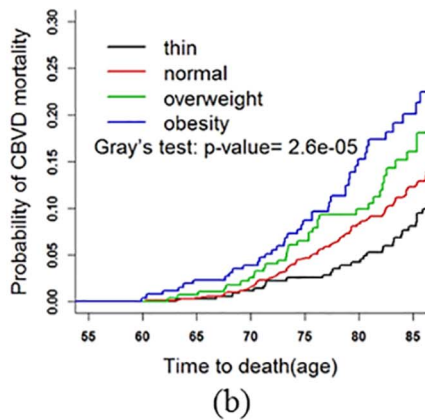 0.30
0.25
0.20
0.15
0.10
0.05
0.00
Probability of CBVD mortality
thin
normal
overweight
obesity
Gray's test: p-value= 2.6e-05
55 60 65 70 75 80 85
Time to death(age)
(b)